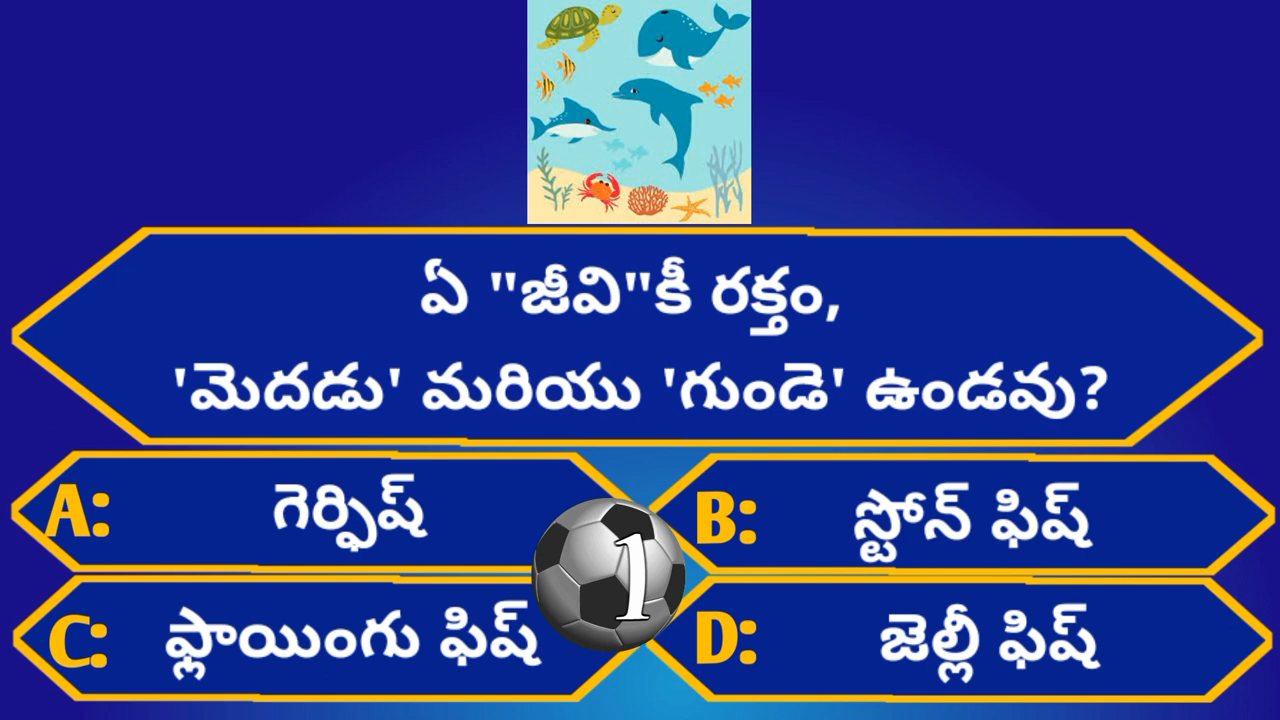 ఏ "జీవి"కీ రక్తం,
'మెదడు' మరియు 'గుండె' ఉండవు?
A: గెర్ఫిష్
B: స్టోన్ ఫిష్
1
C: ఫ్లాయింగు ఫిష్
D: జెల్లీ ఫిష్